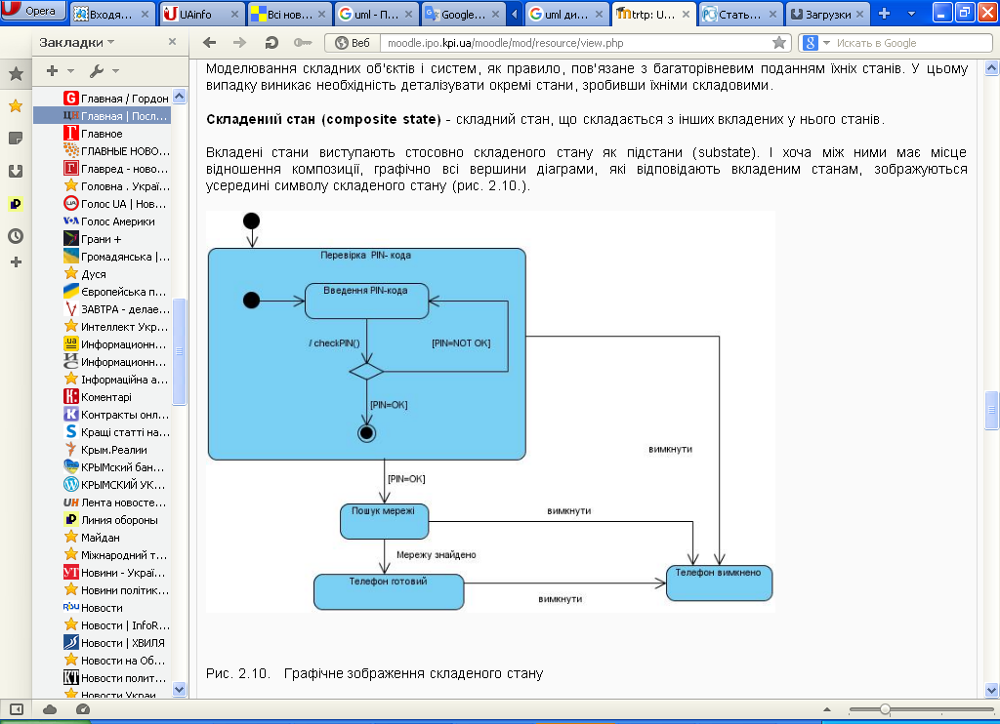 Opera
Входя...
UAinfo
Всі нов...
uml - П...
Google...
uml ди...
trtp: U...
Стать...
Загрузки
Закладки
Веб
moodle.ipo.kpi.ua/moodle/mod/resource/view.php
Искать в Google
Главная / Гордон
Главная | Посл...
Главное
ГЛАВНЫЕ НОВО...
Главред - ново...
Головна . Украї...
Голос UA | Нов...
Голос Америки
Грани +
Громадянська |...
Дуся
Європейська п...
ЗАВТРА - делае...
Интеллект Укр...
Информационн...
Информационн...
Інформаційна а...
Коментарі
Контракты онл...
Кращі статті на...
Крым.Реалии
КРЫМский бан...
КРЫМСКИЙ УК...
Лента новосте...
Линия обороны
Майдан
Міжнародний т...
Новини - Украї...
Новини політик...
Новости
Новости | InfoR...
Новости | ХВИЛЯ
Новости на Об...
Новости полит...
Новости Украи...
Моделювання складних об'єктів і систем, як правило, пов'язане з багаторівневим поданням їхніх станів. У цьому
випадку виникає необхідність деталізувати окремі стани, зробивши їхніми складовими.
Складений стан (composite state) - складний стан, що складається з інших вкладених у нього станів.
Вкладені стани виступають стосовно складеного стану як підстани (substate). І хоча між ними має місце
відношення композиції, графічно всі вершини діаграми, які відповідають вкладеним станам, зображуються
усередині символу складеного стану (рис. 2.10.).
Перевірка PIN- кода
Введення PIN-кода
/ checkPIN()
[PIN=NOT OK]
[PIN=OK]
вимкнути
[PIN=OK]
Пошук мережі
вимкнути
Мережу знайдено
Телефон готовий
Телефон вимкнено
вимкнути
Рис. 2.10. Графічне зображення складеного стану